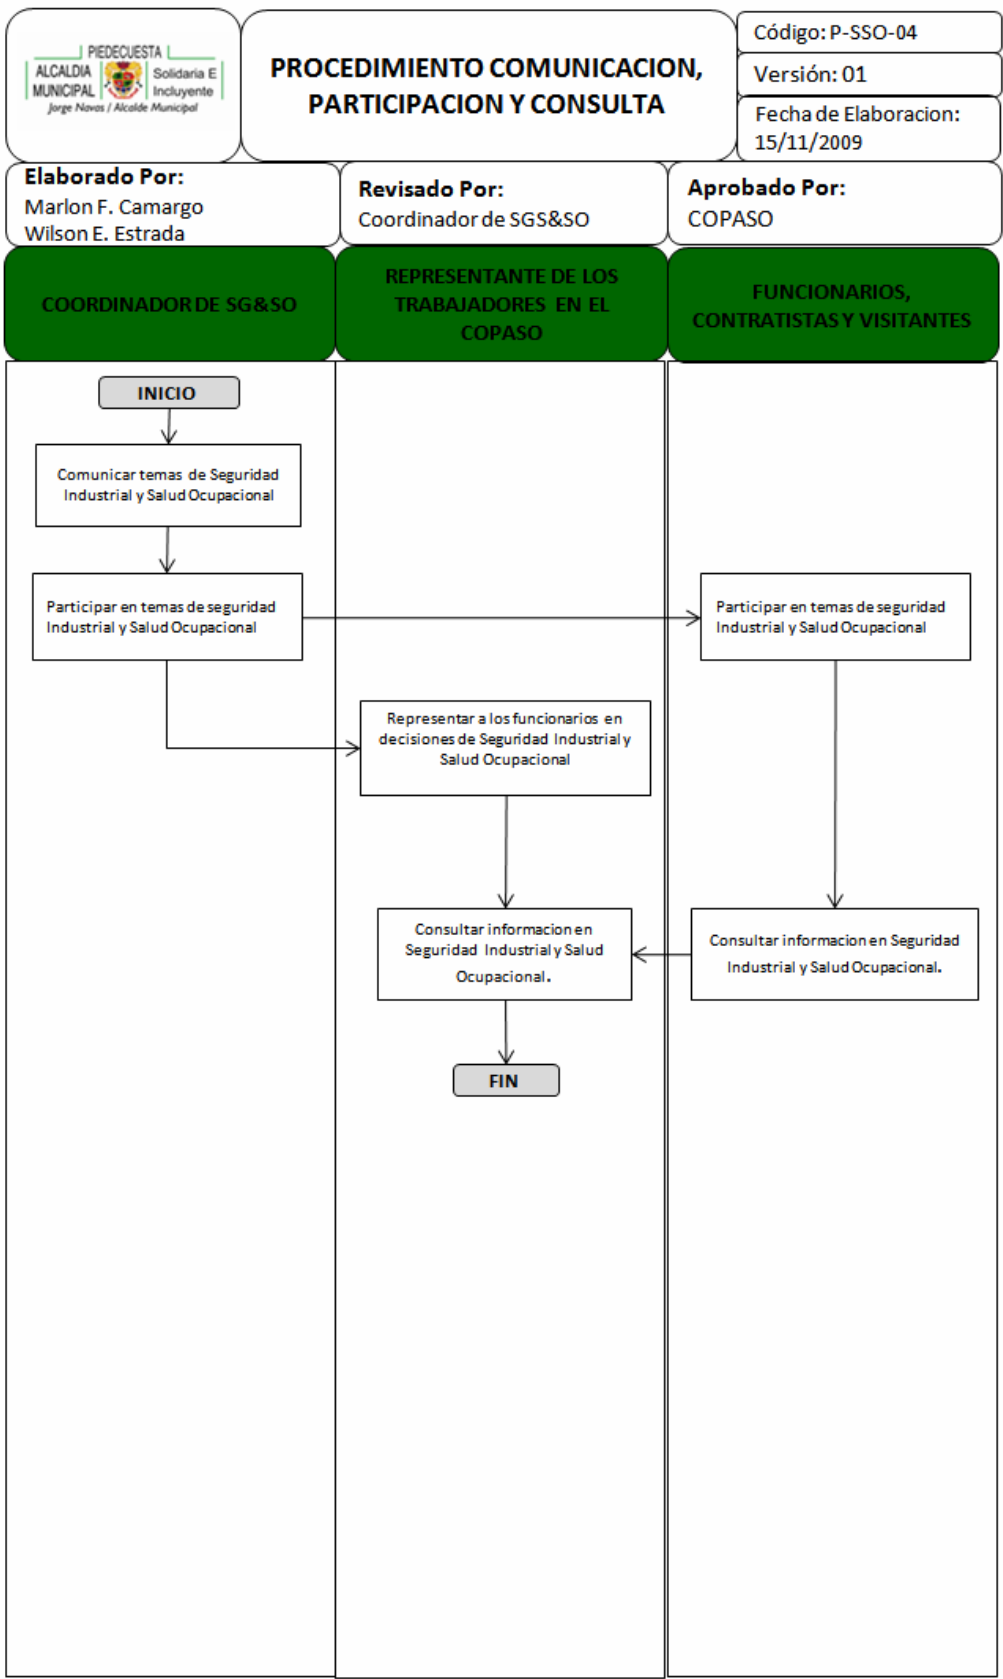 PIEDECUESTA
ALCALDIA
MUNICIPAL
Solidaria E
Incluyente
Jorge Navas / Alcalde Municipal
PROCEDIMIENTO COMUNICACION,
PARTICIPACION Y CONSULTA
Código: P-SSO-04
Versión: 01
Fecha de Elaboracion:
15/11/2009
Elaborado Por:
Marlon F. Camargo
Wilson E. Estrada
Revisado Por:
Coordinador de SGS&SO
Aprobado Por:
COPASO
COORDINADOR DE SG&SO
REPRESENTANTE DE LOS
TRABAJADORES EN EL
COPASO
FUNCIONARIOS,
CONTRATISTAS Y VISITANTES
INICIO
Comunicar temas de Seguridad
Industrial y Salud Ocupacional
Participar en temas de seguridad
Industrial y Salud Ocupacional
Participar en temas de seguridad
Industrial y Salud Ocupacional
Representar a los funcionarios en
decisiones de Seguridad Industrial y
Salud Ocupacional
Consultar informacion en
Seguridad Industrial y Salud
Ocupacional.
Consultar informacion en Seguridad
Industrial y Salud Ocupacional.
FIN